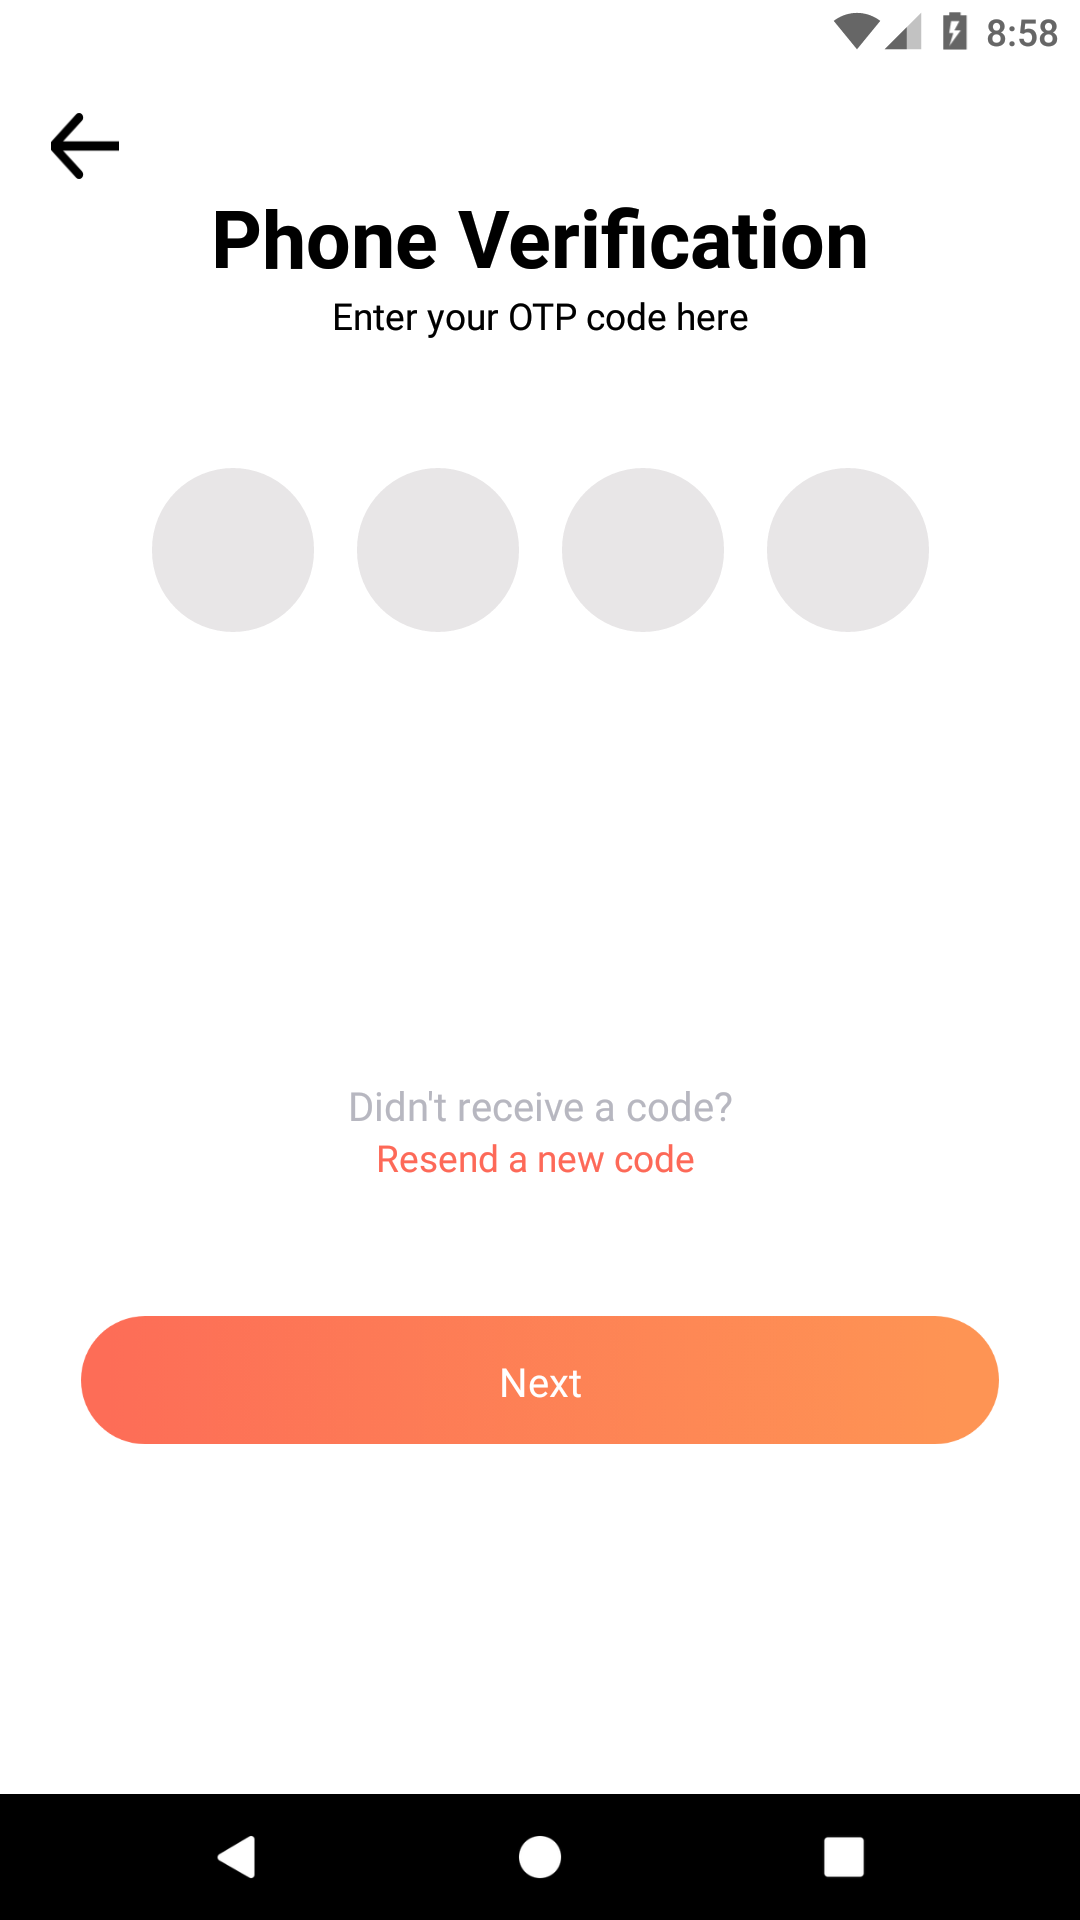 8:58
Phone Verification
Enter your OTP code here
Didn't receive a code?
Resend a new code
Next